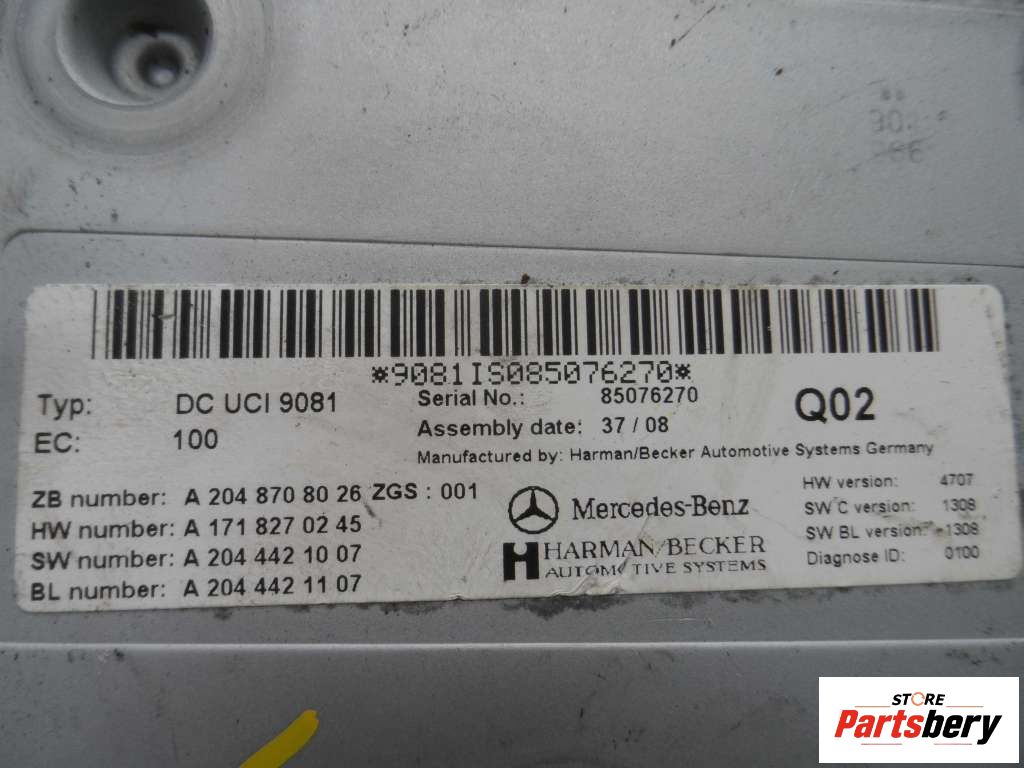 *9081IS085076270*
Typ: DC UCI 9081
Serial No.: 85076270
Q02
EC: 100
Assembly date: 37 / 08
Manufactured by: Harman/Becker Automotive Systems Germany
ZB number: A 204 870 80 26 ZGS : 001
HW number: A 171 827 02 45
SW number: A 204 442 10 07
BL number: A 204 442 11 07
Mercedes-Benz
HARMAN/BECKER
AUTOMOTIVE SYSTEMS
HW version: 4707
SW C version: 1308
SW BL version: 1308
Diagnose ID: 0100
STORE
Partsbery